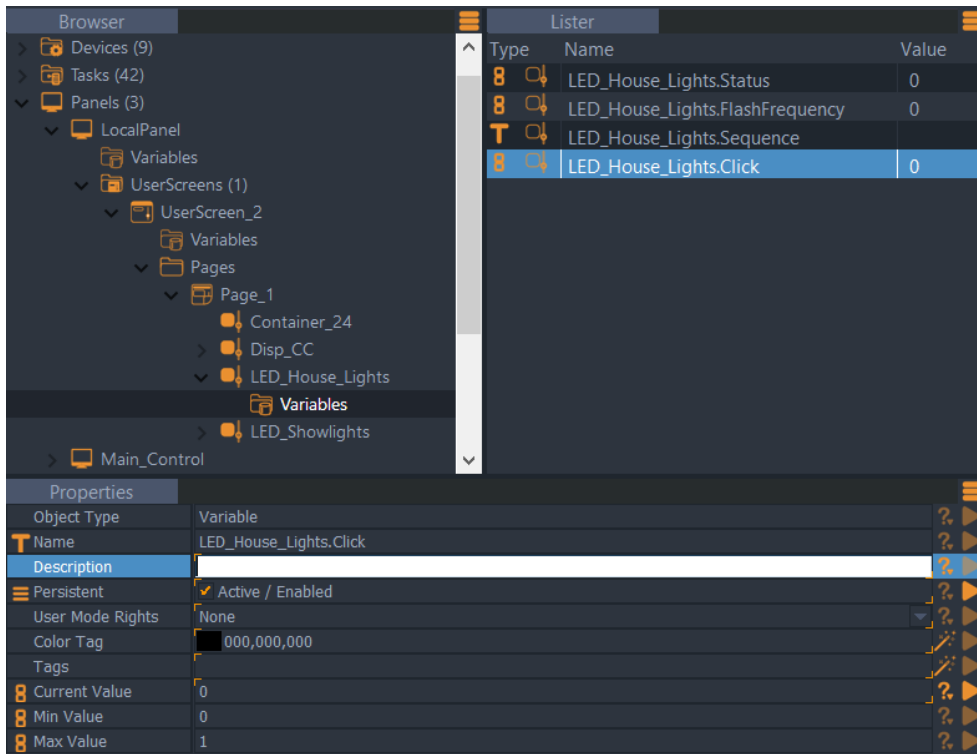 Browser
Devices (9)
Tasks (42)
Panels (3)
LocalPanel
Variables
UserScreens (1)
UserScreen_2
Variables
Pages
Page_1
Container_24
Disp_CC
LED_House_Lights
Variables
LED_Showlights
Main_Control
Lister
Type Name Value
LED_House_Lights.Status 0
LED_House_Lights.FlashFrequency 0
LED_House_Lights.Sequence
LED_House_Lights.Click 0
Properties
Object Type Variable
Name LED_House_Lights.Click
Description
Persistent Active / Enabled
User Mode Rights None
Color Tag 000,000,000
Tags
Current Value 0
Min Value 0
Max Value 1